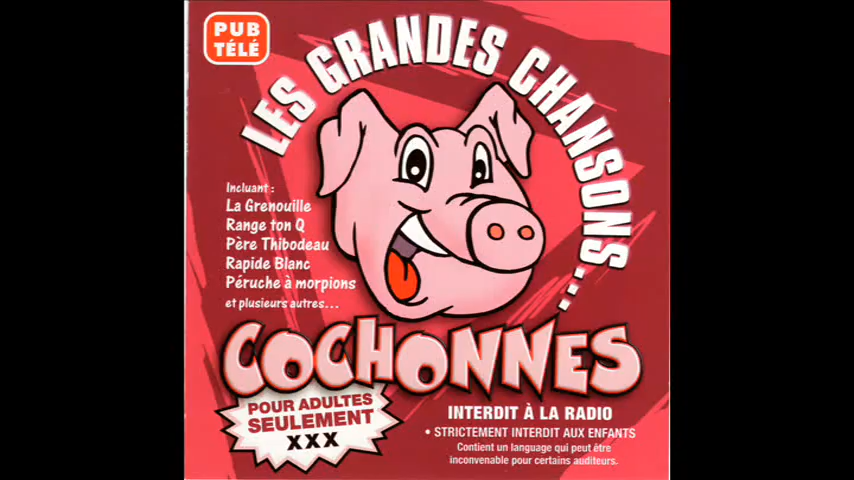 PUB
TÉLÉ
LES GRANDES CHANSONS...
Incluant :
La Grenouille
Range ton Q
Père Thibodeau
Rapide Blanc
Péruche à morpions
et plusieurs autres...
COCHONNES
POUR ADULTES
SEULEMENT
XXX
INTERDIT À LA RADIO
• STRICTEMENT INTERDIT AUX ENFANTS
Contient un language qui peut être
inconvenable pour certains auditeurs.